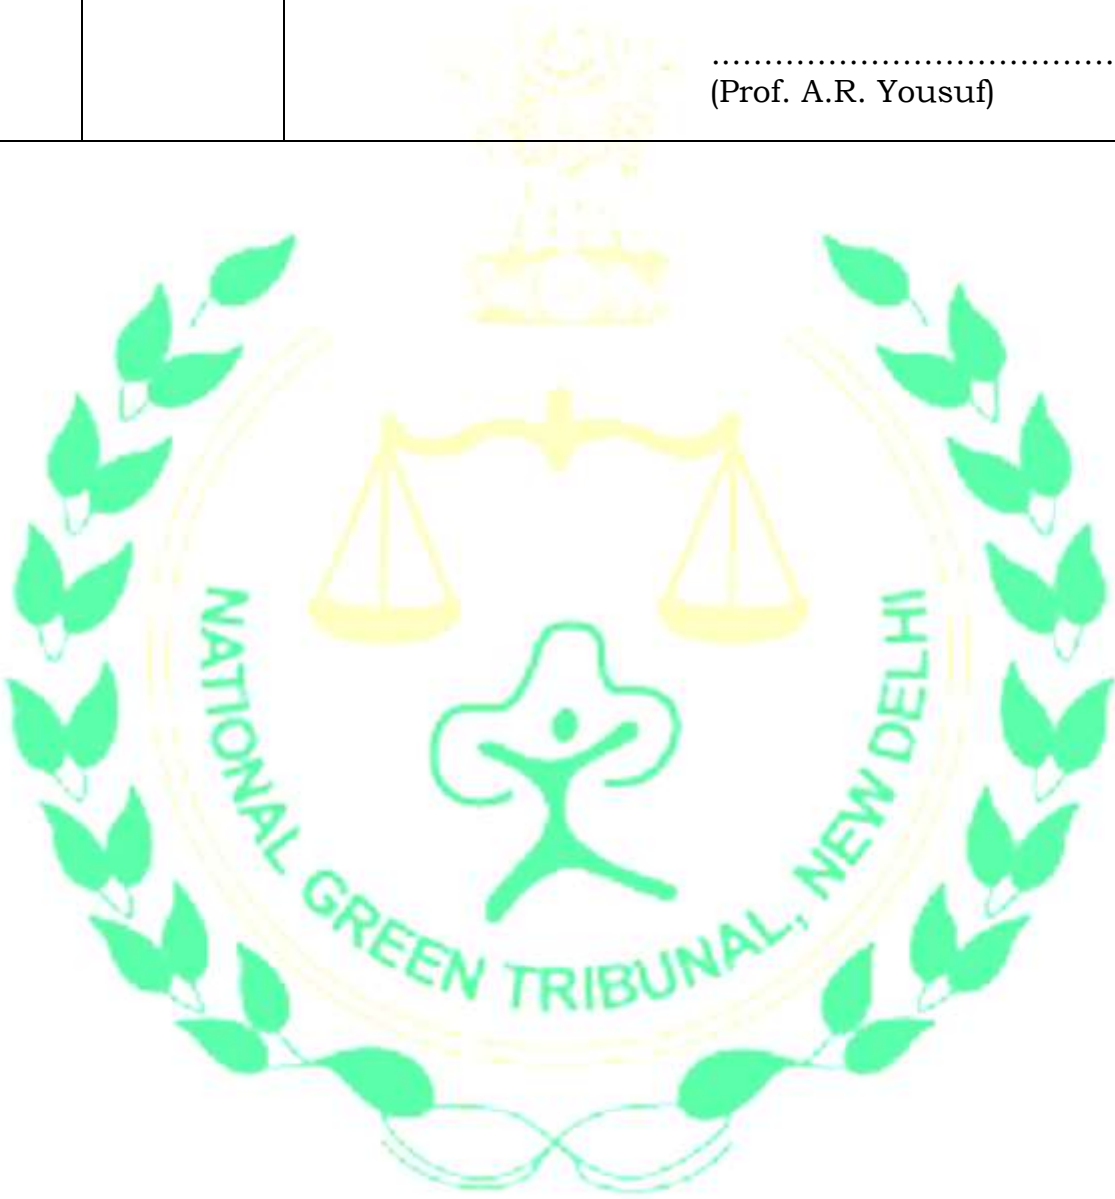 ........................................
(Prof. A.R. Yousuf)
NATIONAL GREEN TRIBUNAL, NEW DELHI